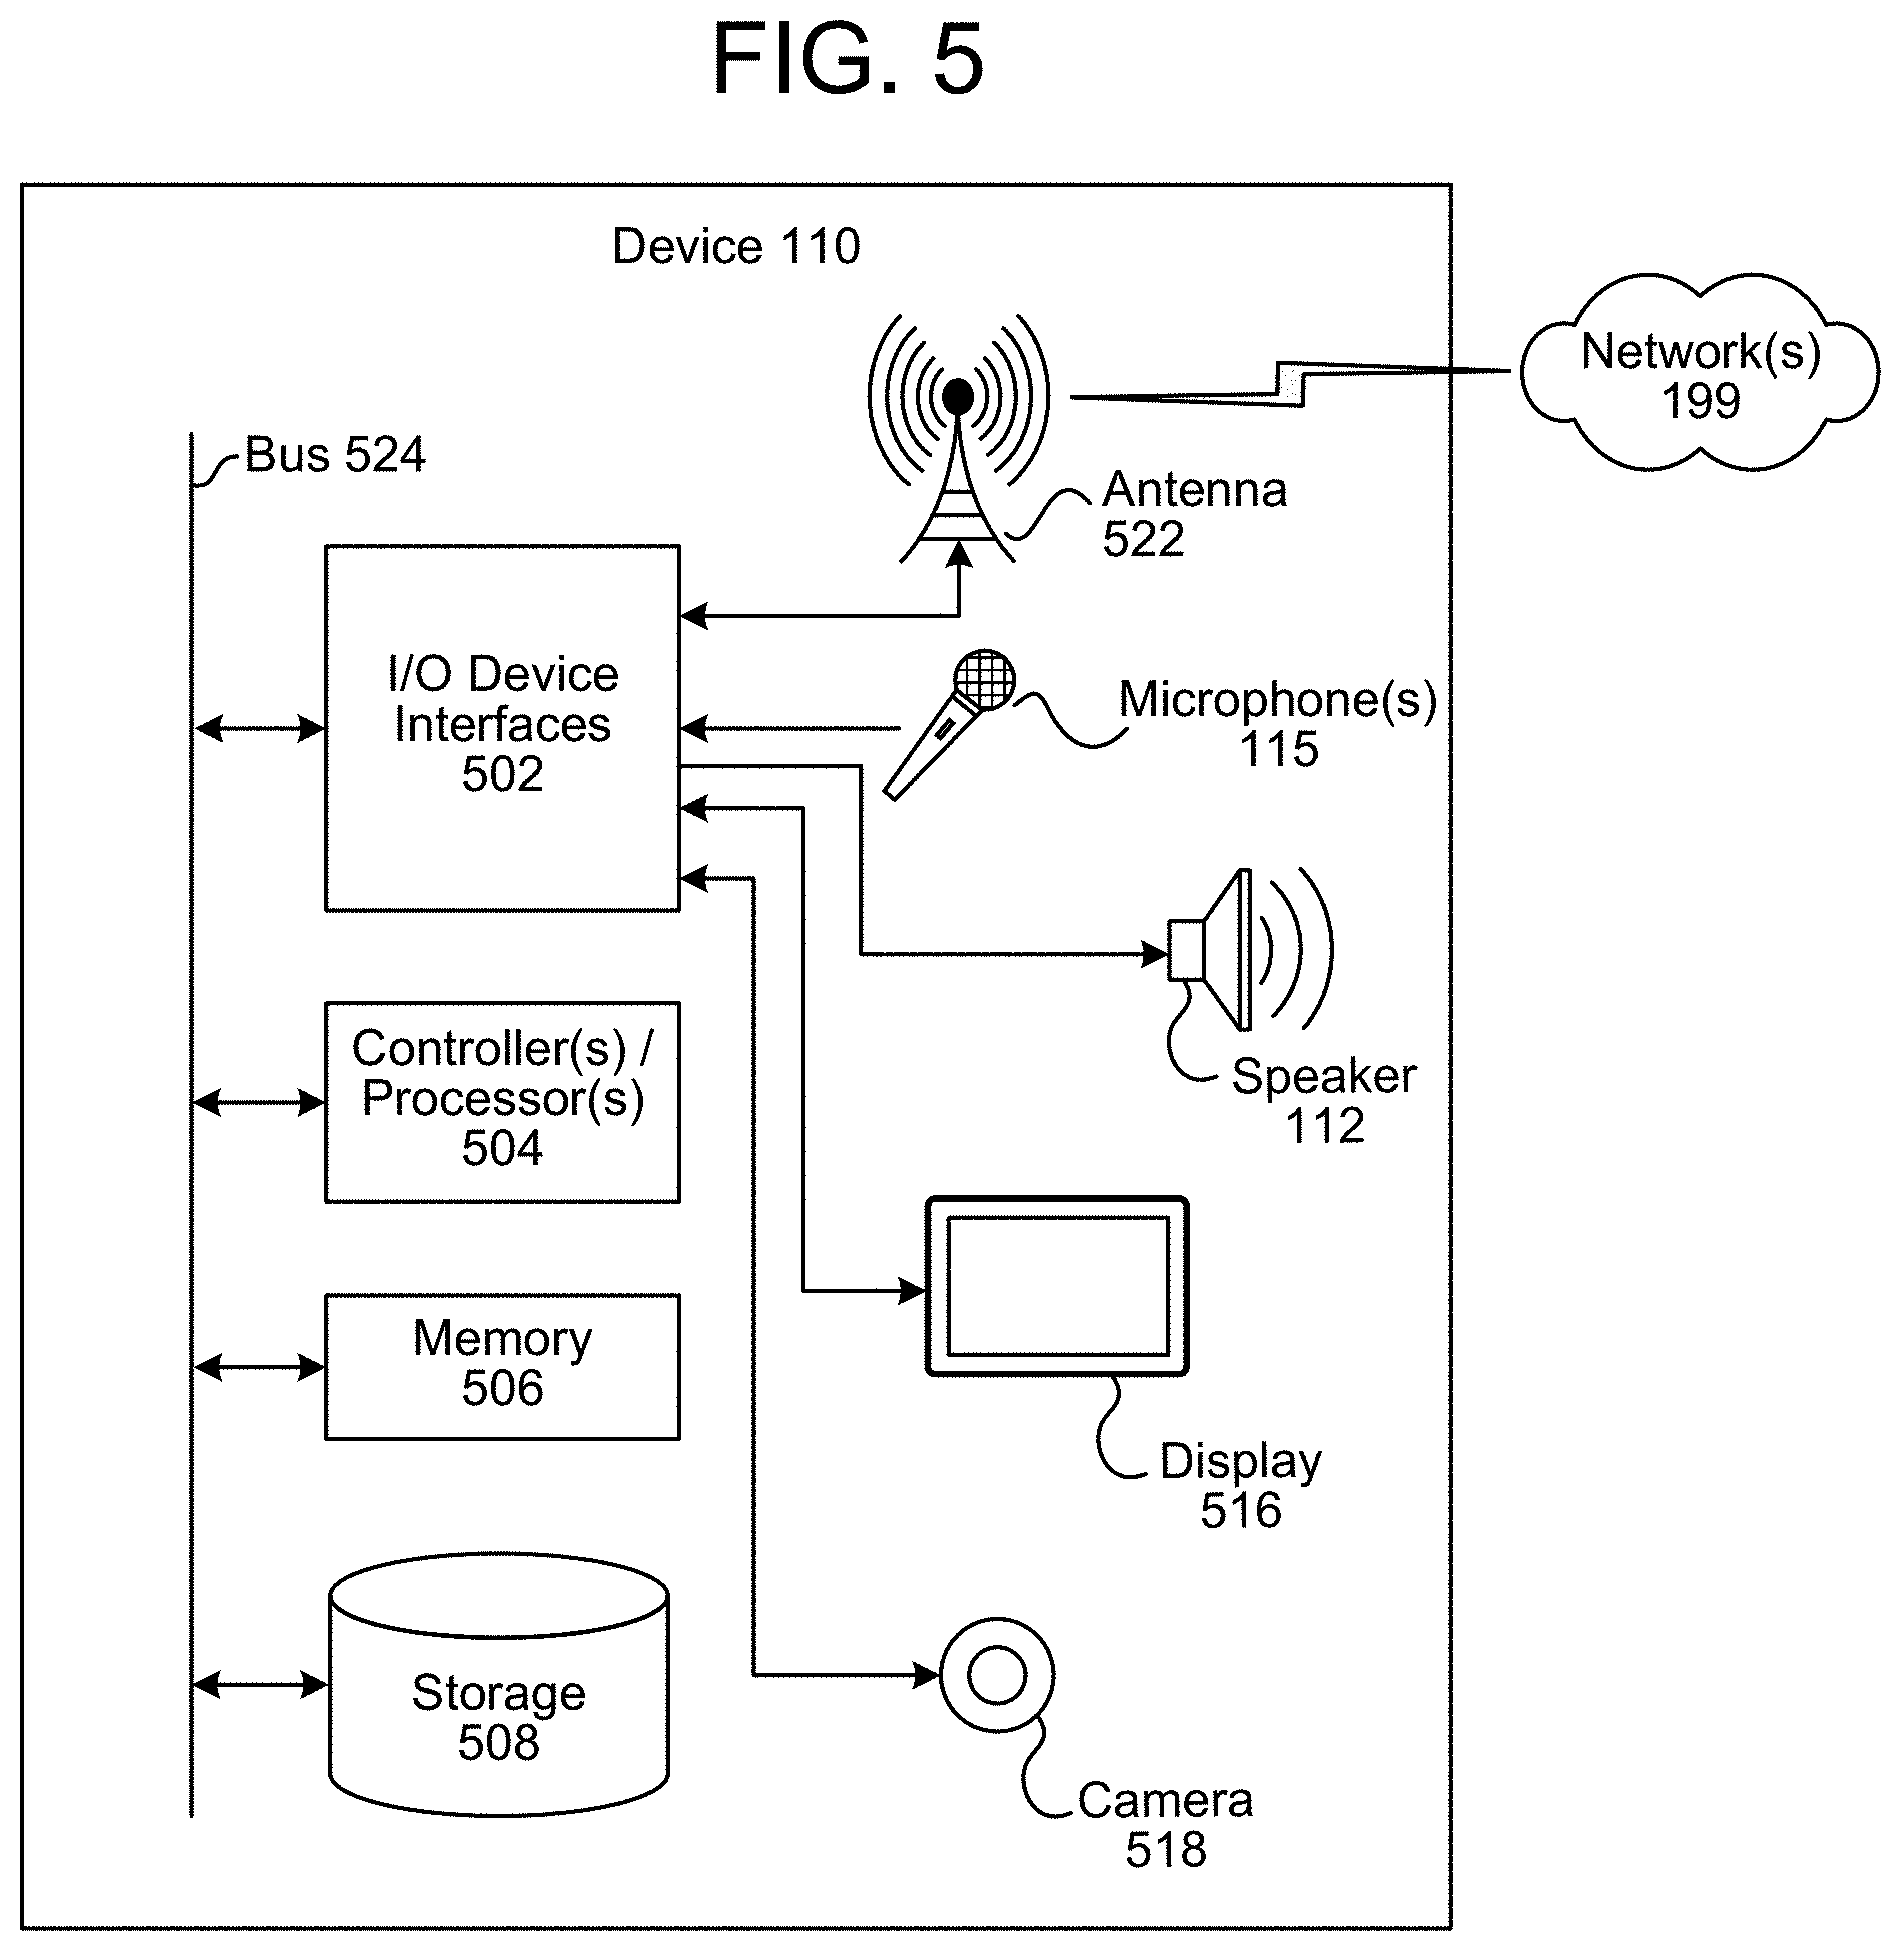 FIG. 5
Device 110
Network(s)
199
Bus 524
Antenna
522
I/O Device
Interfaces
502
Microphone(s)
115
Controller(s) /
Processor(s)
504
Speaker
112
Memory
506
Display
516
Storage
508
Camera
518